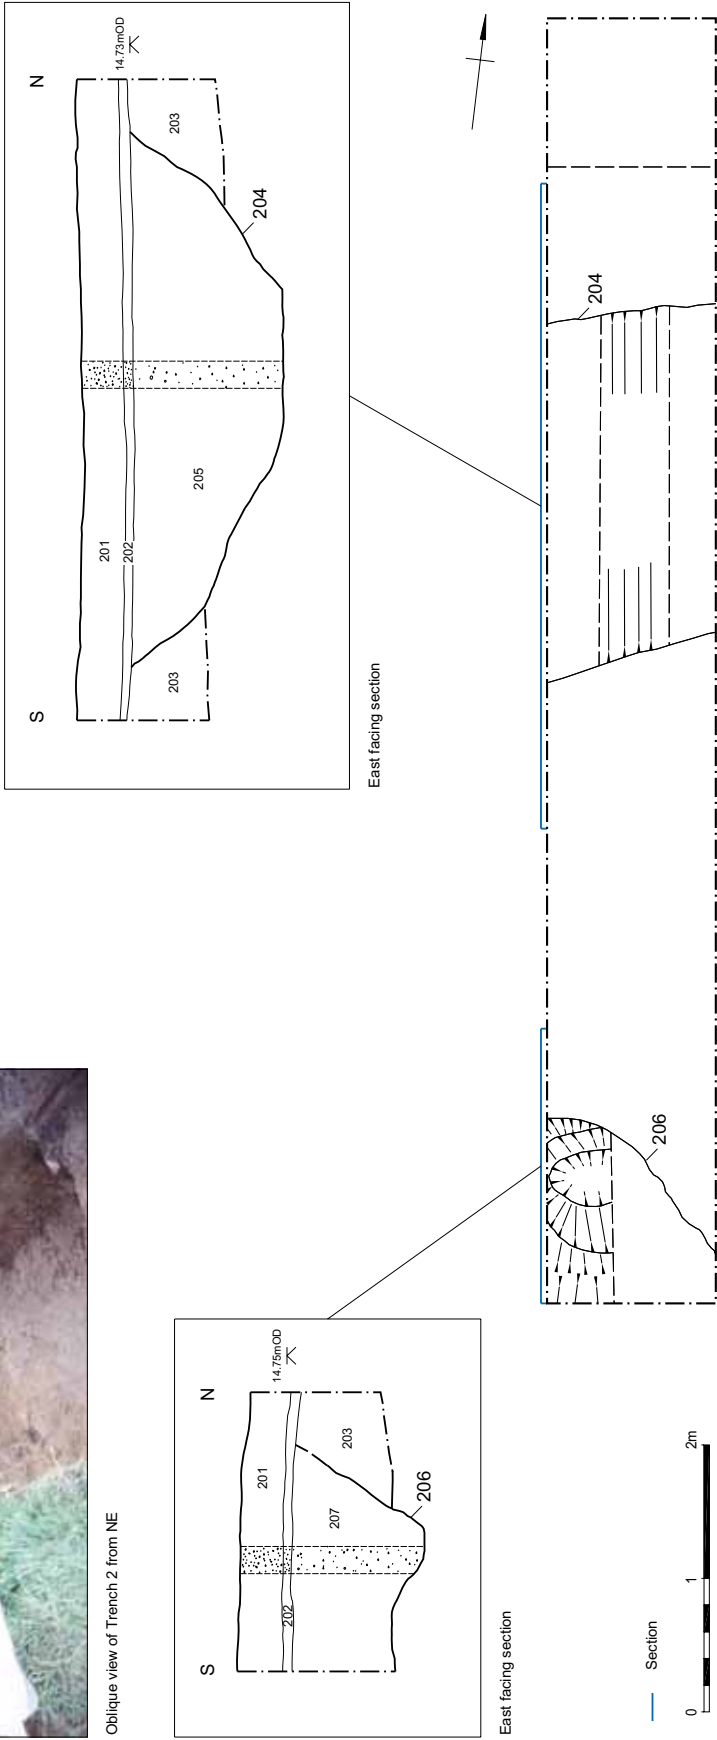 Oblique view of Trench 2 from NE
S
N
14.73mOD
201
202
203
203
205
204
East facing section
S
N
14.75mOD
201
202
203
207
206
East facing section
204
206
Section
0
1
2m